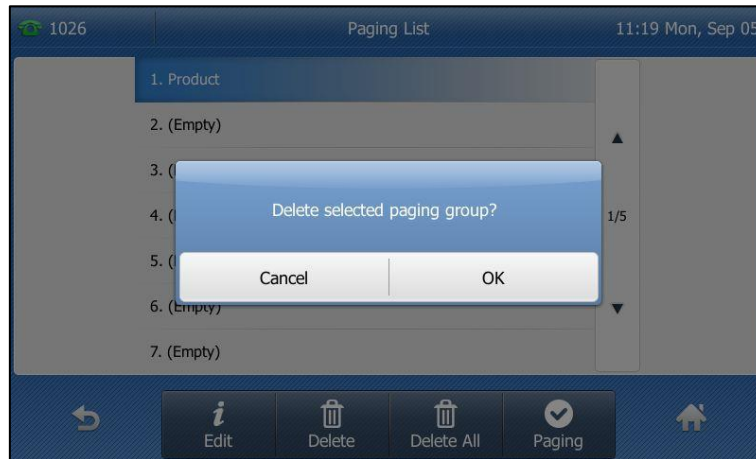 1026 Paging List 11:19 Mon, Sep 05
1. Product
2. (Empty)
3. (
Delete selected paging group?
4. (
1/5
5. (
Cancel OK
6. (Empty)
7. (Empty)
Edit Delete Delete All Paging